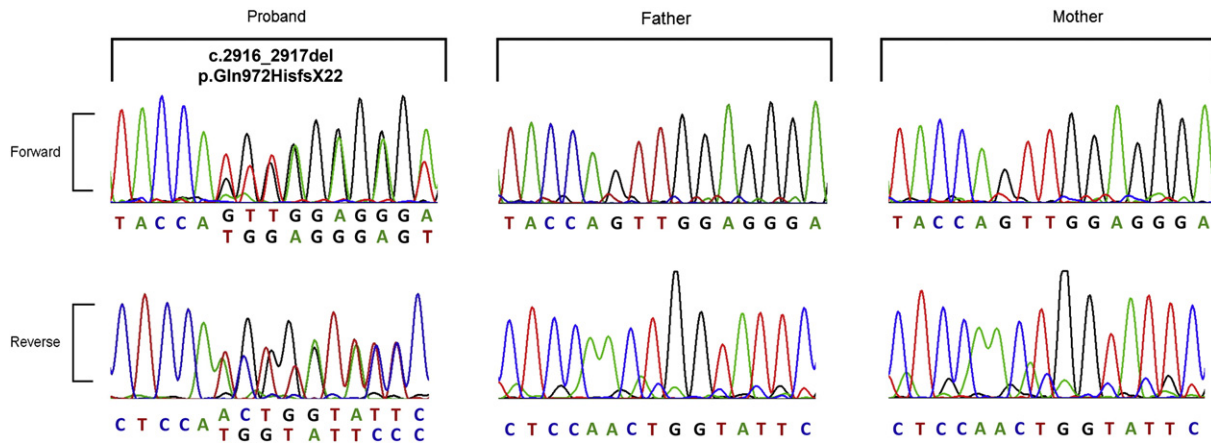 Proband
Father
Mother
c.2916_2917del
p.Gln972HisfsX22
Forward
T A C C A G T T G G A G G G A
T G G A G G G A G T
T A C C A G T T G G A G G G A
T A C C A G T T G G A G G G A
Reverse
C T C C A A C T G G T A T T C
T G G T A T T C C C
C T C C A A C T G G T A T T C
C T C C A A C T G G T A T T C